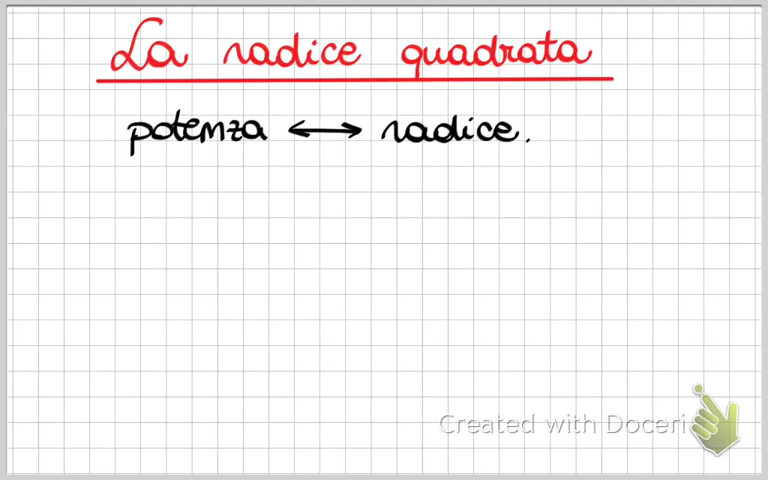 La radice quadrata
potenza ↔ radice.
Created with Doceri